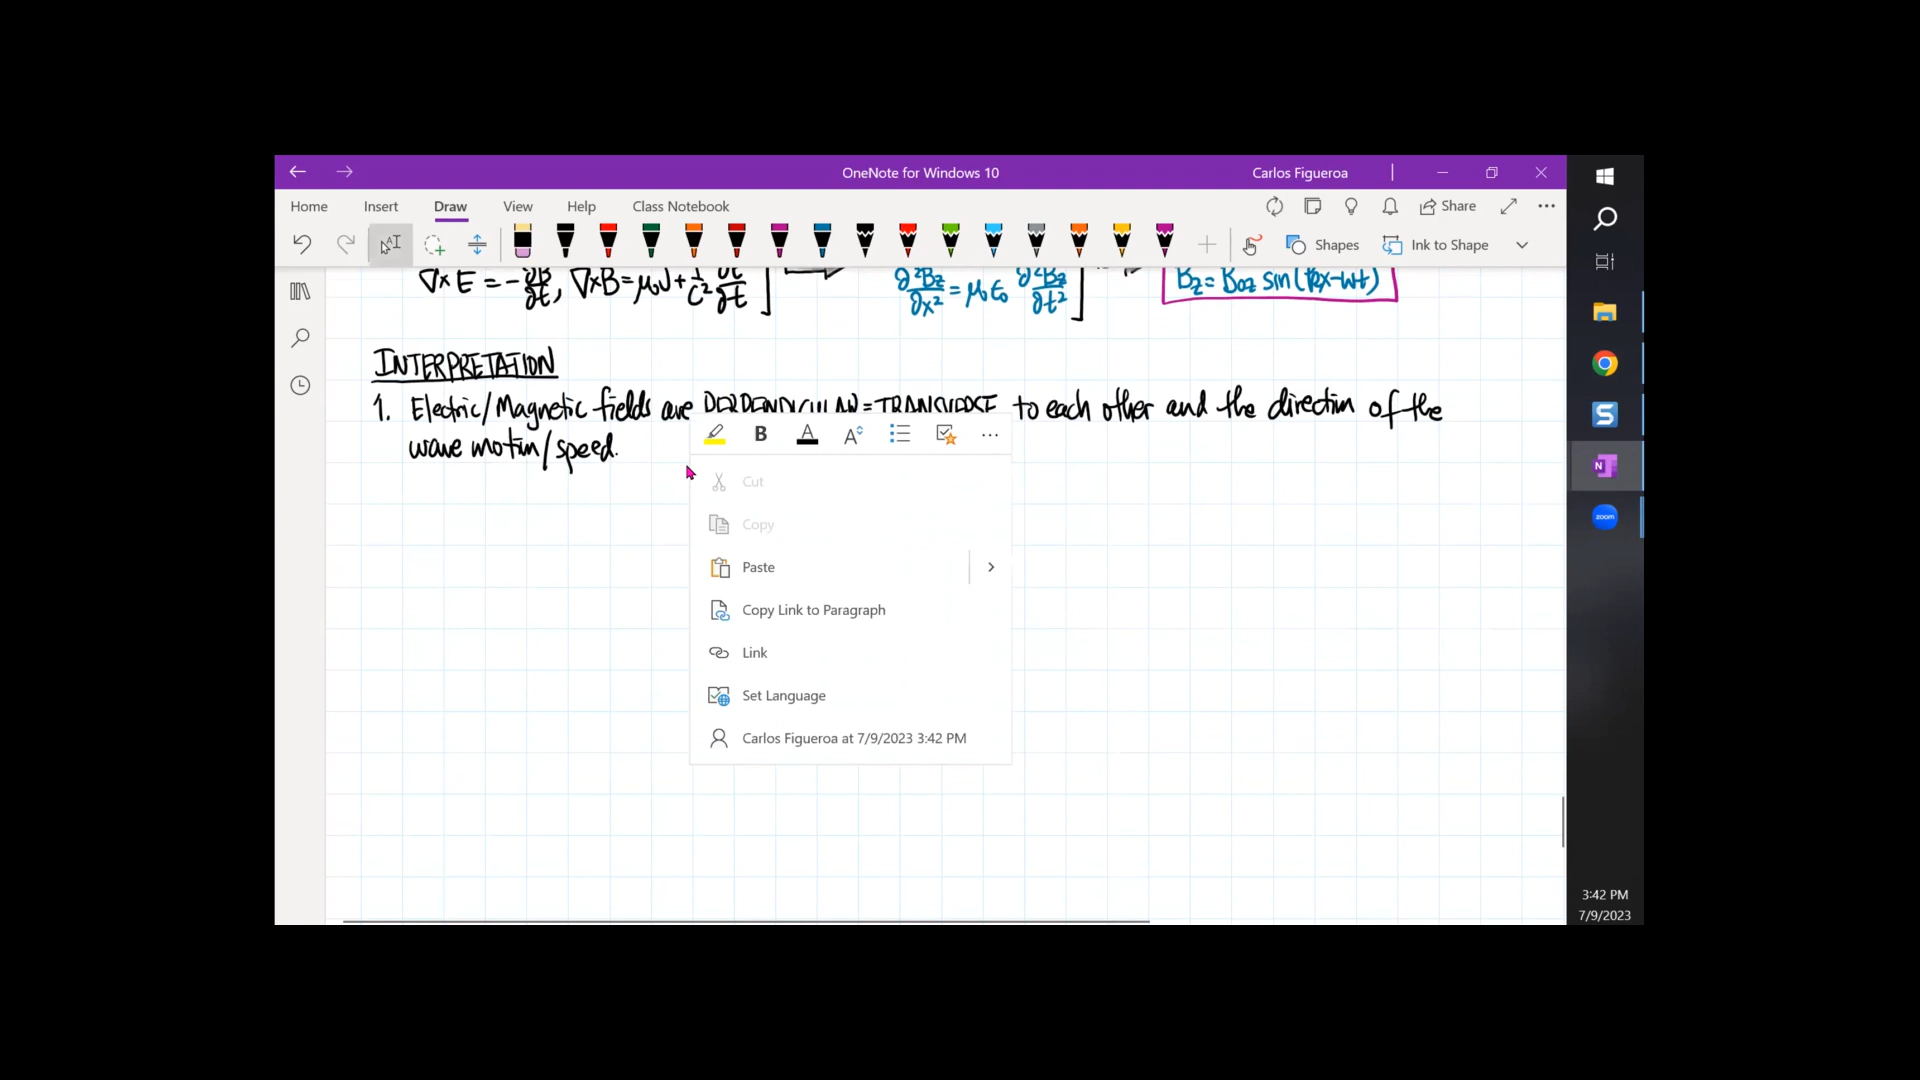 OneNote for Windows 10
Carlos Figueroa
Home Insert Draw View Help Class Notebook
Share
Shapes
Ink to Shape
∇×E = -∂B/∂t, ∇×B = μ₀J + 1/c² ∂E/∂t
∂²Bz/∂x² = μ₀ε₀ ∂²Bz/∂t²
Bz = B₀z sin(kx-ωt)
INTERPRETATION
1. Electric/Magnetic fields are PERPENDICULAR = TRANSVERSE to each other and the direction of the
wave motion/speed.
Cut
Copy
Paste
Copy Link to Paragraph
Link
Set Language
Carlos Figueroa at 7/9/2023 3:42 PM
zoom
3:42 PM
7/9/2023